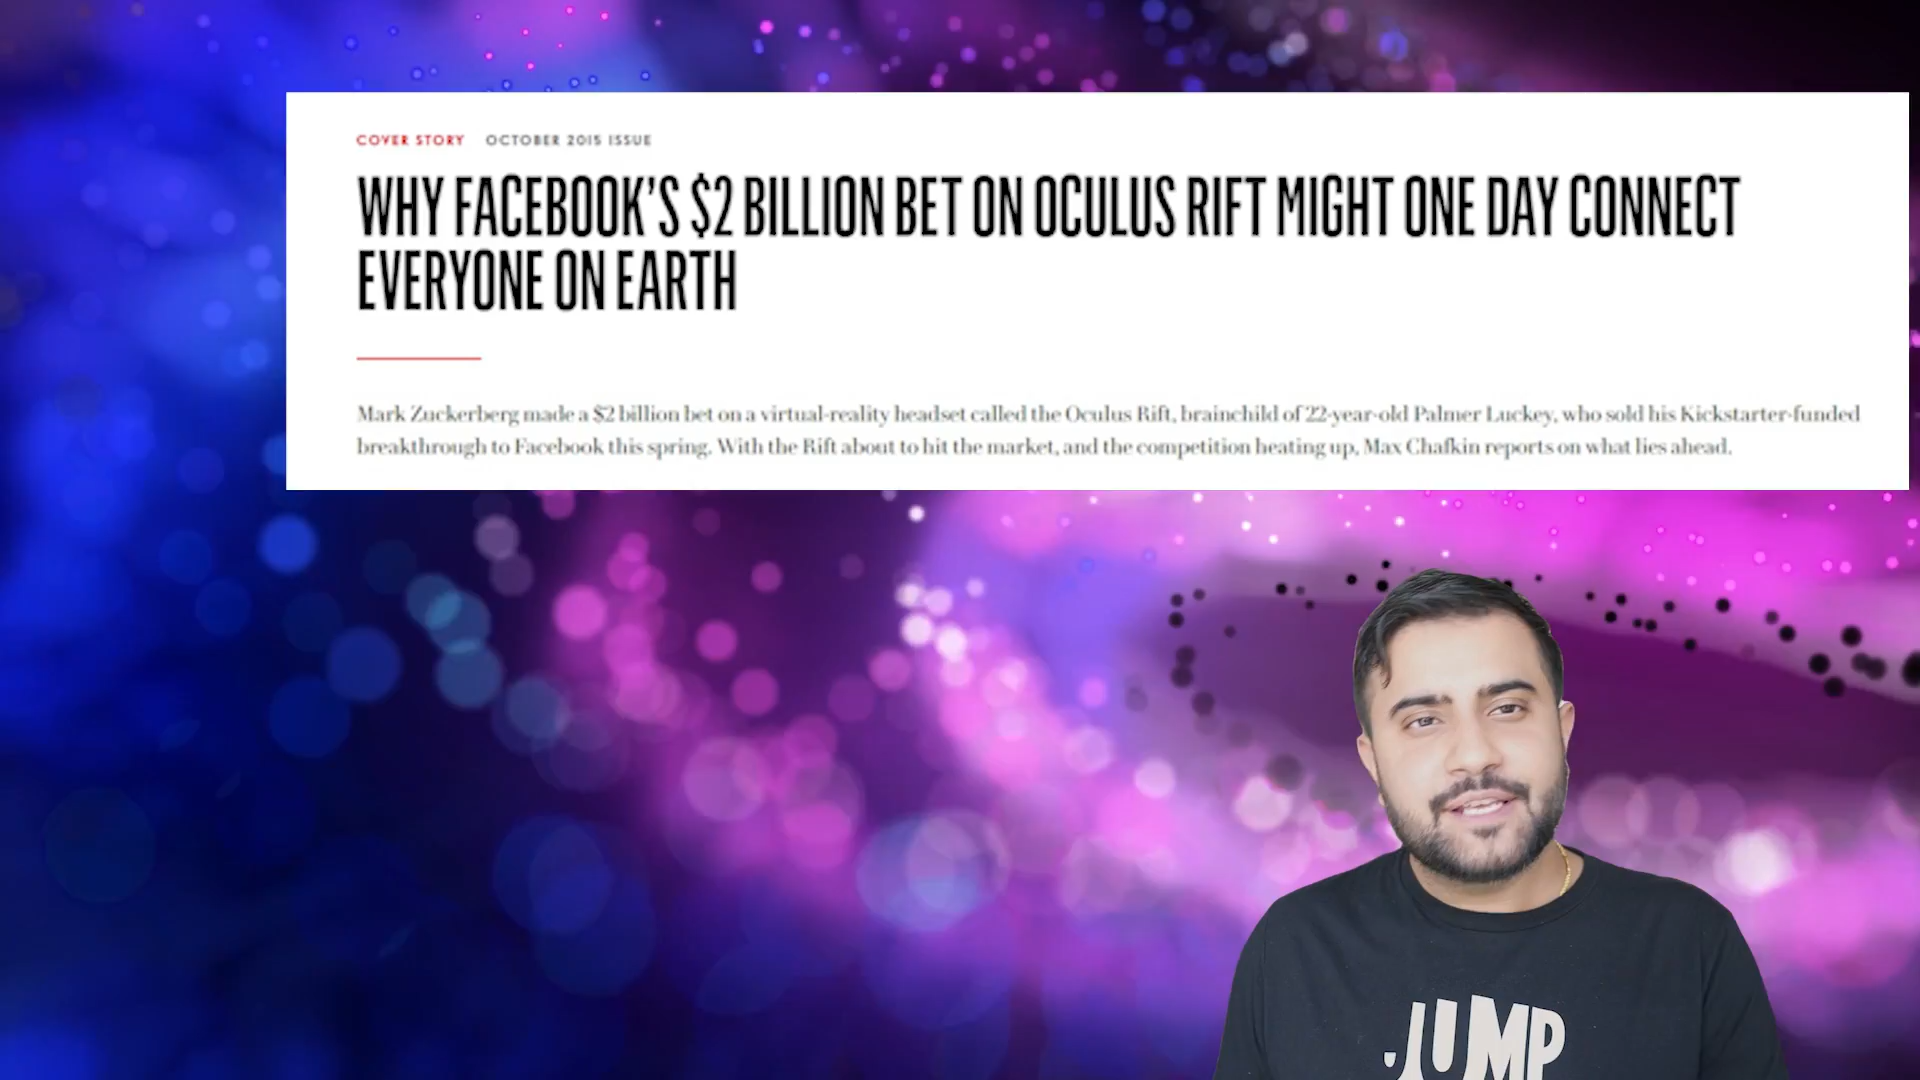 COVER STORY OCTOBER 2015 ISSUE
WHY FACEBOOK'S $2 BILLION BET ON OCULUS RIFT MIGHT ONE DAY CONNECT
EVERYONE ON EARTH
Mark Zuckerberg made a $2 billion bet on a virtual-reality headset called the Oculus Rift, brainchild of 22-year-old Palmer Luckey, who sold his Kickstarter-funded
breakthrough to Facebook this spring. With the Rift about to hit the market, and the competition heating up, Max Chafkin reports on what lies ahead.
JUMP